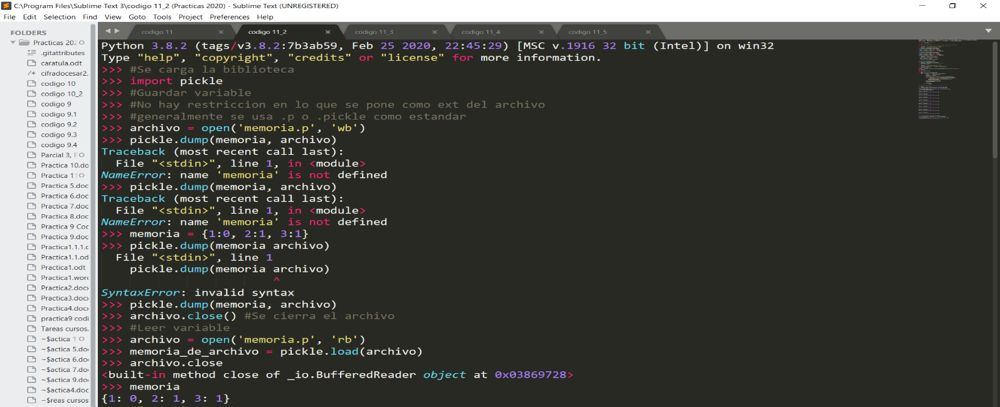 C:\Program Files\Sublime Text 3\codigo 11_2 (Practicas 2020) - Sublime Text (UNREGISTERED)
File Edit Selection Find View Goto Tools Project Preferences Help
FOLDERS
Practicas 202
.gitattributes
caratula.odt
cifradocesar2.
codigo 10
codigo 10_2
codigo 9
codigo 9.1
codigo 9.2
codigo 9.3
codigo 9.4
Parcial 3, P
Practica 10.do
Practica 11
Practica 5.doc
Practica 6.doc
Practica 7.doc
Practica 8.doc
Practica 9 Coc
Practica 9.doc
Practica1.1.1.c
Practica1.1.od
Practica1.odt
Practica1.word
Practica2.docx
Practica3.docx
Practica4.docx
practica9 codi
Tareas cursos.
~$actica 1
~$actica 5.doc
~$actica 6.doc
~$actica 7.doc
~$actica 9.doc
~$actica4.doc
~$reas cursos
codigo 11 codigo 11_2 codigo 11_3 codigo 11_4 codigo 11_5
Python 3.8.2 (tags/v3.8.2:7b3ab59, Feb 25 2020, 22:45:29) [MSC v.1916 32 bit (Intel)] on win32
Type "help", "copyright", "credits" or "license" for more information.
>>> #Se carga la biblioteca
>>> import pickle
>>> #Guardar variable
>>> #No hay restriccion en lo que se pone como ext del archivo
>>> #generalmente se usa .p o .pickle como estandar
>>> archivo = open('memoria.p', 'wb')
>>> pickle.dump(memoria, archivo)
Traceback (most recent call last):
  File "<stdin>", line 1, in <module>
NameError: name 'memoria' is not defined
>>> pickle.dump(memoria, archivo)
Traceback (most recent call last):
  File "<stdin>", line 1, in <module>
NameError: name 'memoria' is not defined
>>> memoria = {1:0, 2:1, 3:1}
>>> pickle.dump(memoria archivo)
  File "<stdin>", line 1
    pickle.dump(memoria archivo)
                        ^
SyntaxError: invalid syntax
>>> pickle.dump(memoria, archivo)
>>> archivo.close() #Se cierra el archivo
>>> #Leer variable
>>> archivo = open('memoria.p', 'rb')
>>> memoria_de_archivo = pickle.load(archivo)
>>> archivo.close
<built-in method close of _io.BufferedReader object at 0x03869728>
>>> memoria
{1: 0, 2: 1, 3: 1}